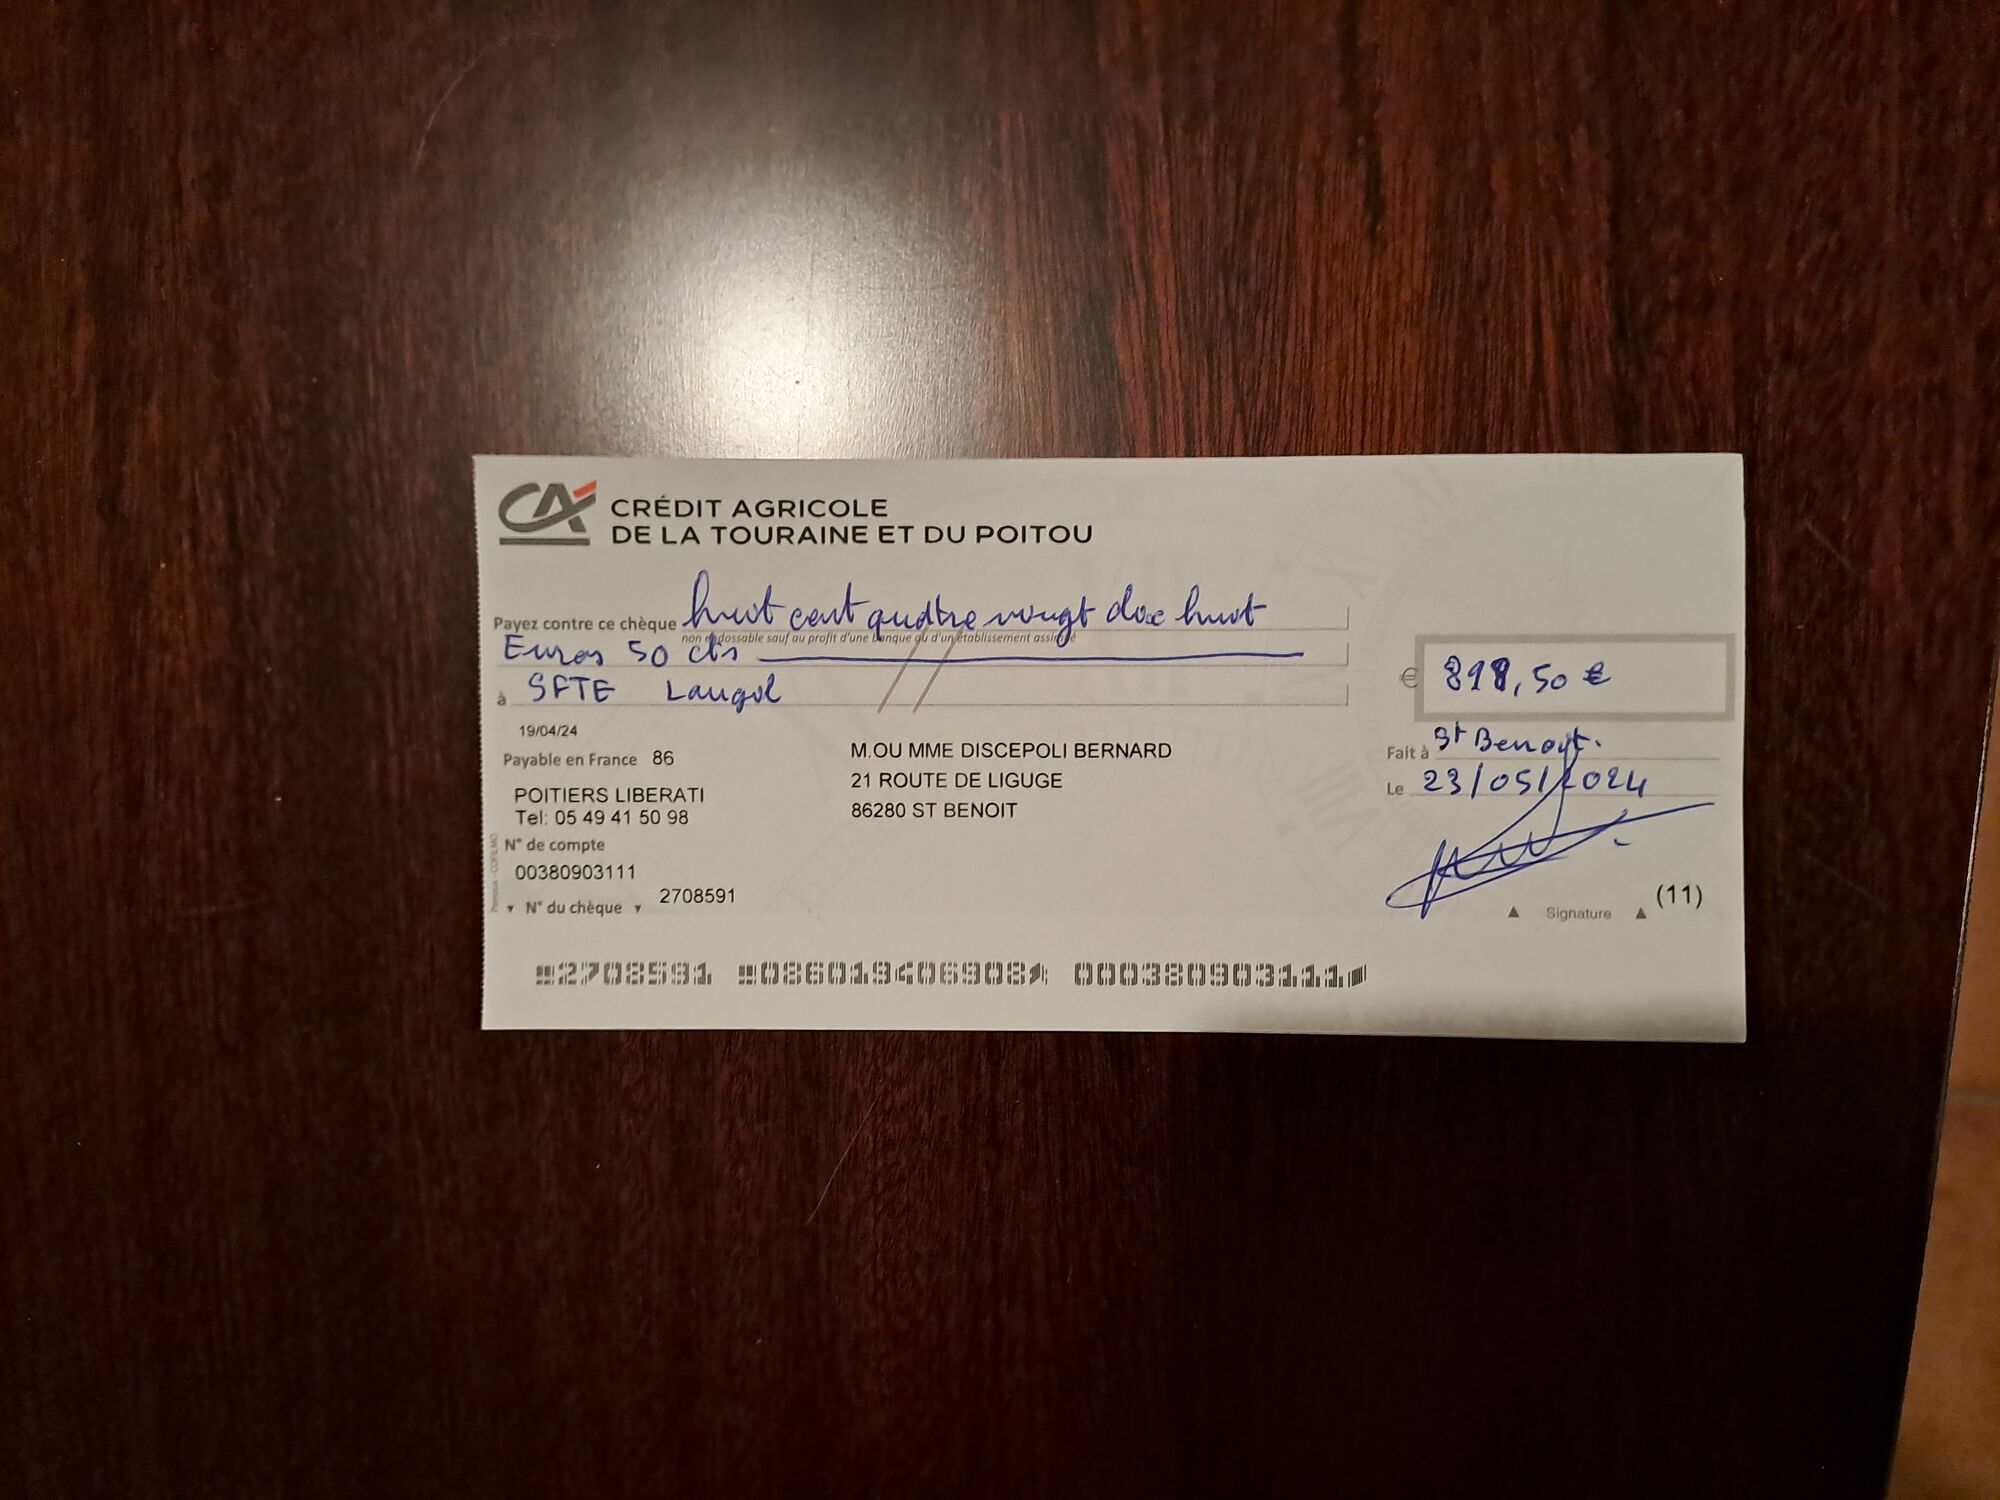 CA CRÉDIT AGRICOLE
DE LA TOURAINE ET DU POITOU
Payez contre ce chèque huit cent quatre vingt dix huit
non endossable sauf au profit d'une banque ou d'un établissement assimilé
Euros 50 cts
€ 898,50 €
à SFTE Laugol
19/04/24
Payable en France 86
POITIERS LIBERATI
Tel: 05 49 41 50 98
N° de compte
00380903111
N° du chèque 2708591
M.OU MME DISCEPOLI BERNARD
21 ROUTE DE LIGUGE
86280 ST BENOIT
Fait à St Benoit.
Le 23/05/2024
Signature (11)
2708591 086019406908 000380903111